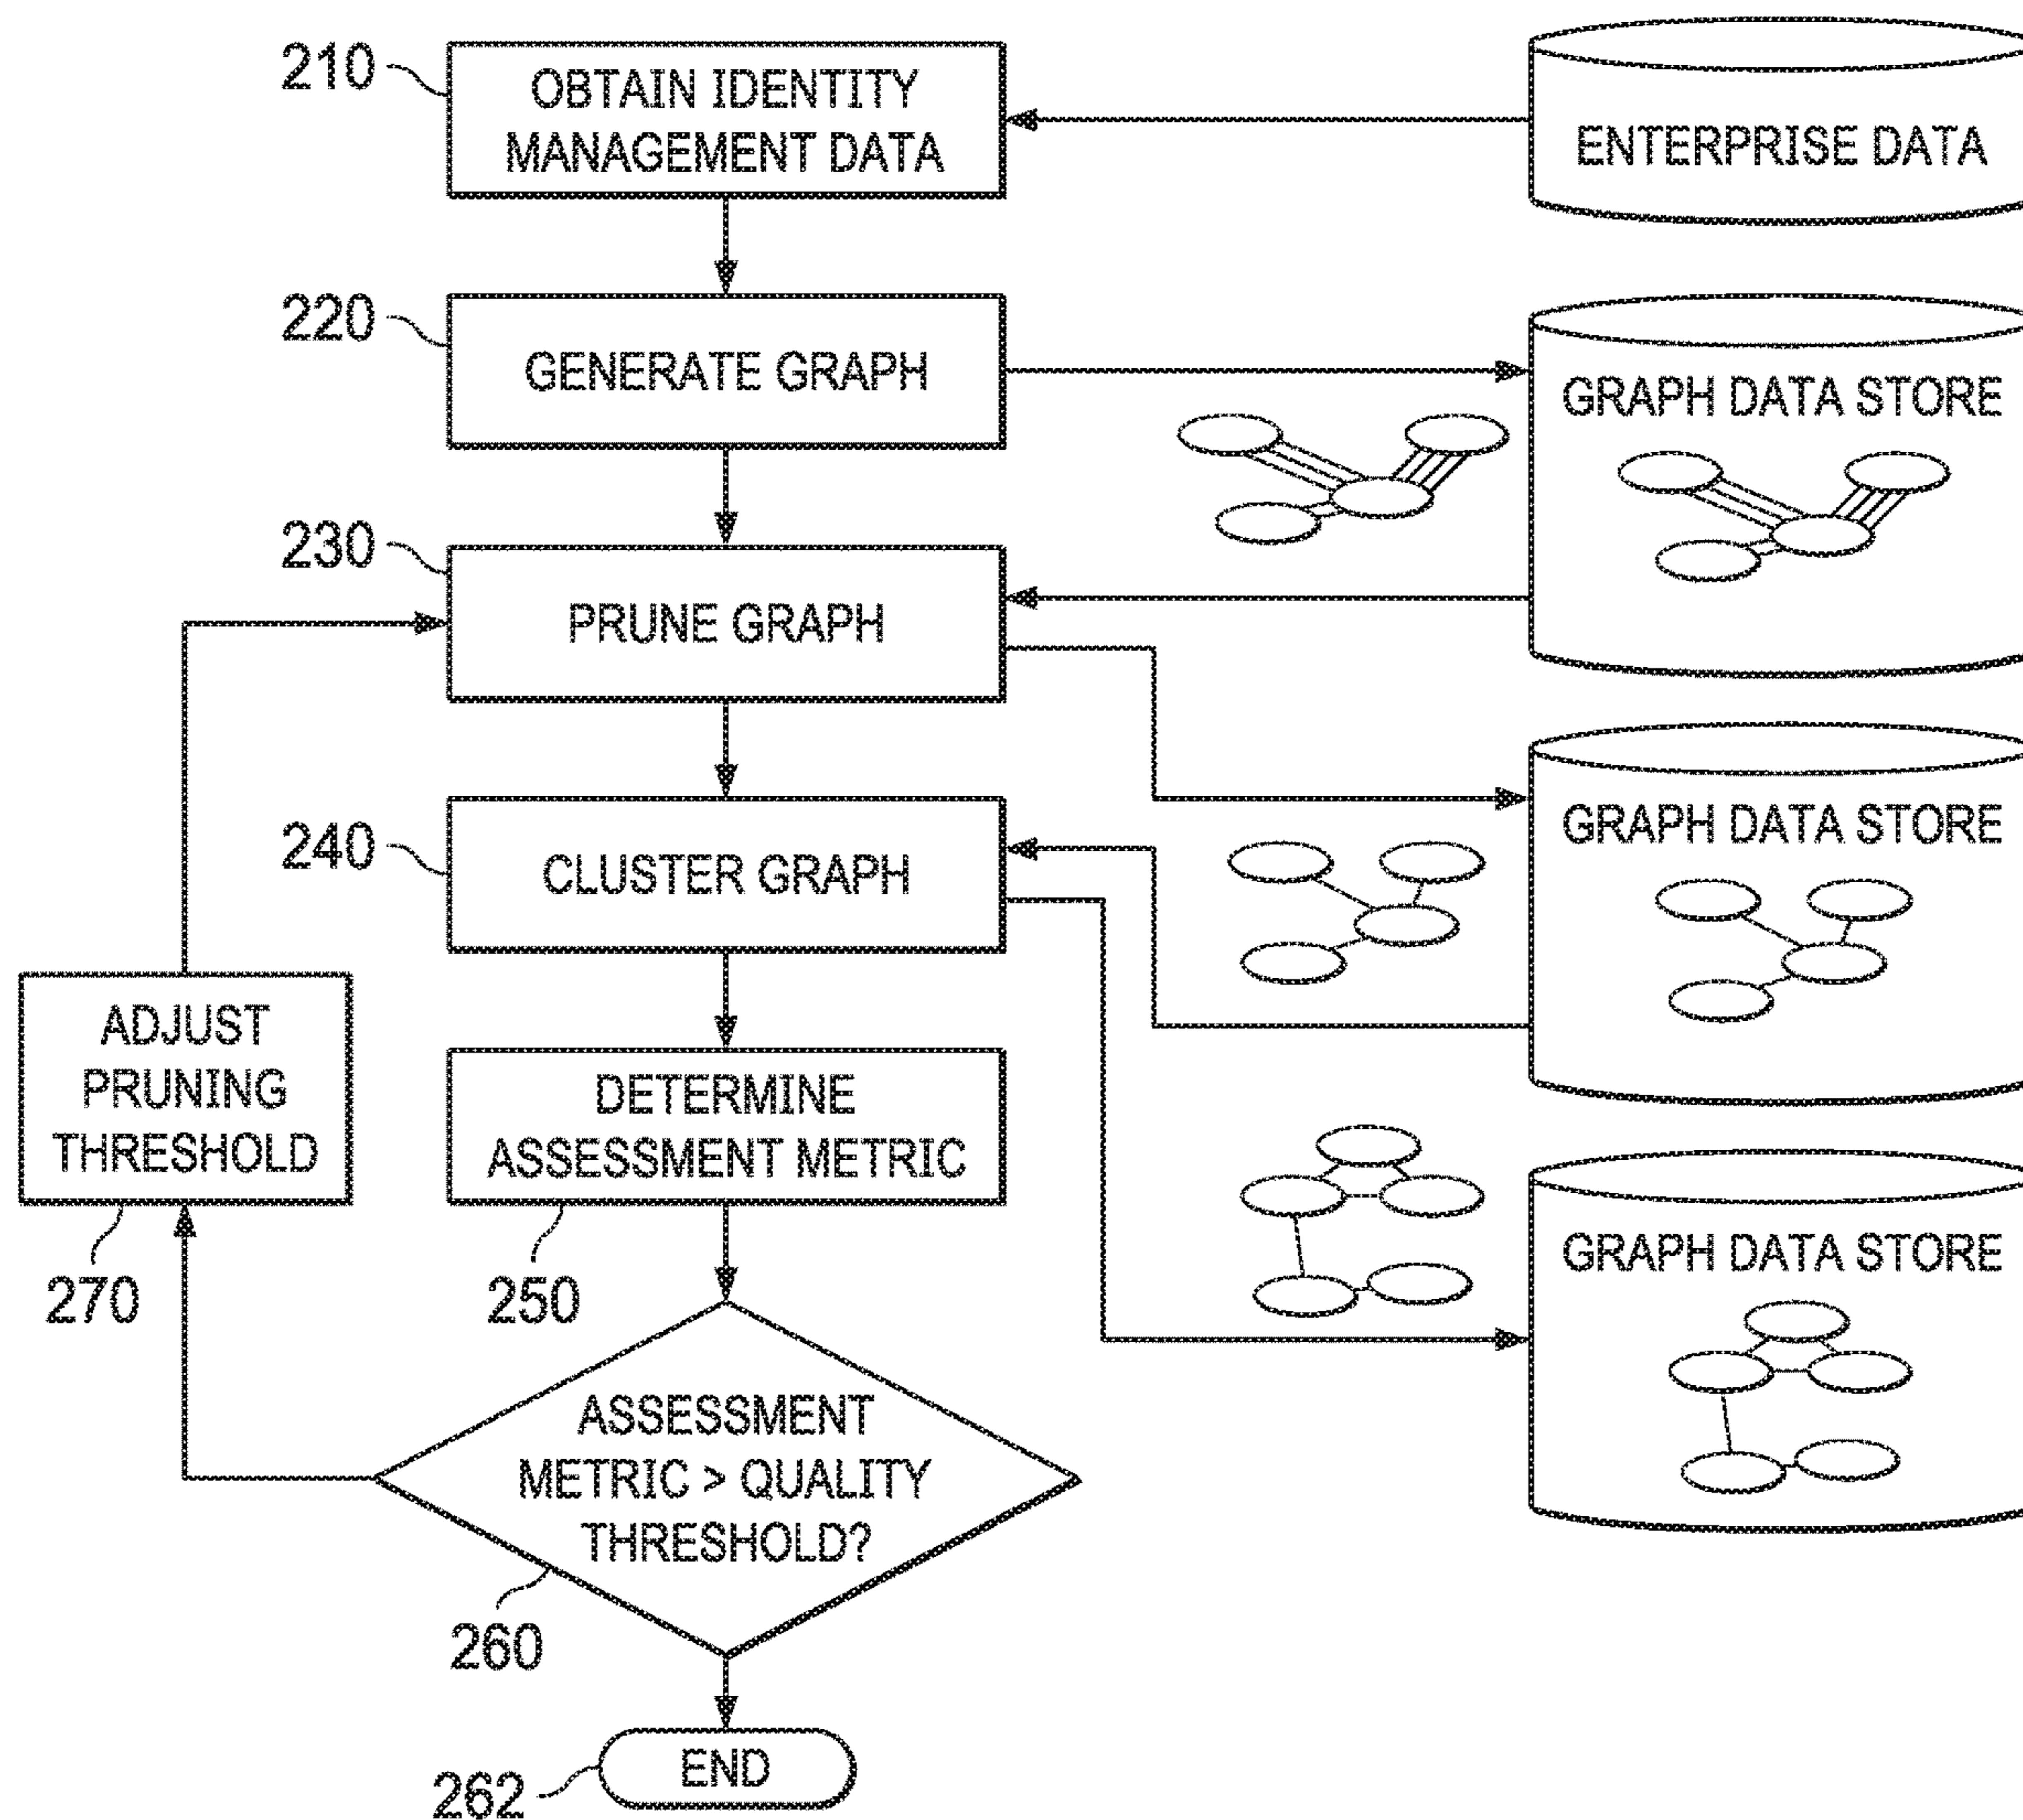 210
OBTAIN IDENTITY
MANAGEMENT DATA
ENTERPRISE DATA
220
GENERATE GRAPH
GRAPH DATA STORE
230
PRUNE GRAPH
240
CLUSTER GRAPH
GRAPH DATA STORE
ADJUST
PRUNING
THRESHOLD
270
DETERMINE
ASSESSMENT METRIC
250
GRAPH DATA STORE
ASSESSMENT
METRIC > QUALITY
THRESHOLD?
260
END
262